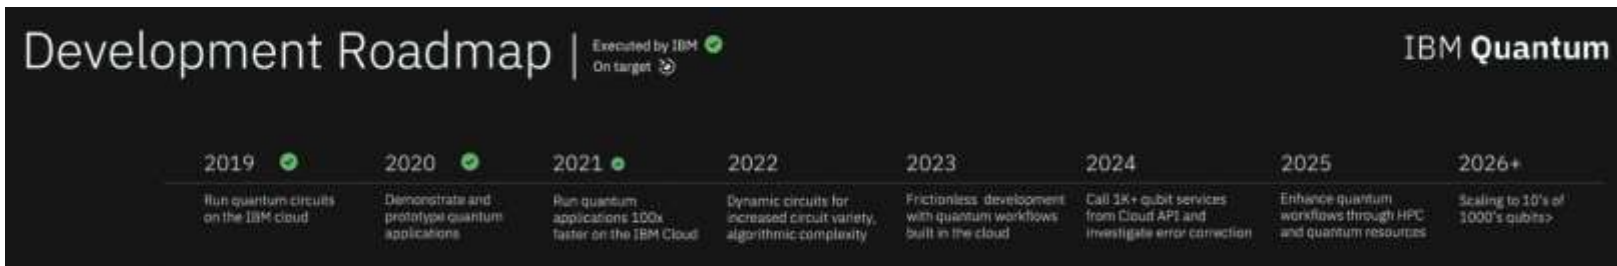 Development Roadmap
Executed by IBM
On target
IBM Quantum
2019
Run quantum circuits
on the IBM cloud
2020
Demonstrate and
prototype quantum
applications
2021
Run quantum
applications 100x
faster on the IBM Cloud
2022
Dynamic circuits for
increased circuit variety,
algorithmic complexity
2023
Frictionless development
with quantum workflows
built in the cloud
2024
Call 1K+ qubit services
from Cloud API and
investigate error correction
2025
Enhance quantum
workflows through HPC
and quantum resources
2026+
Scaling to 10's of
1000's qubits>